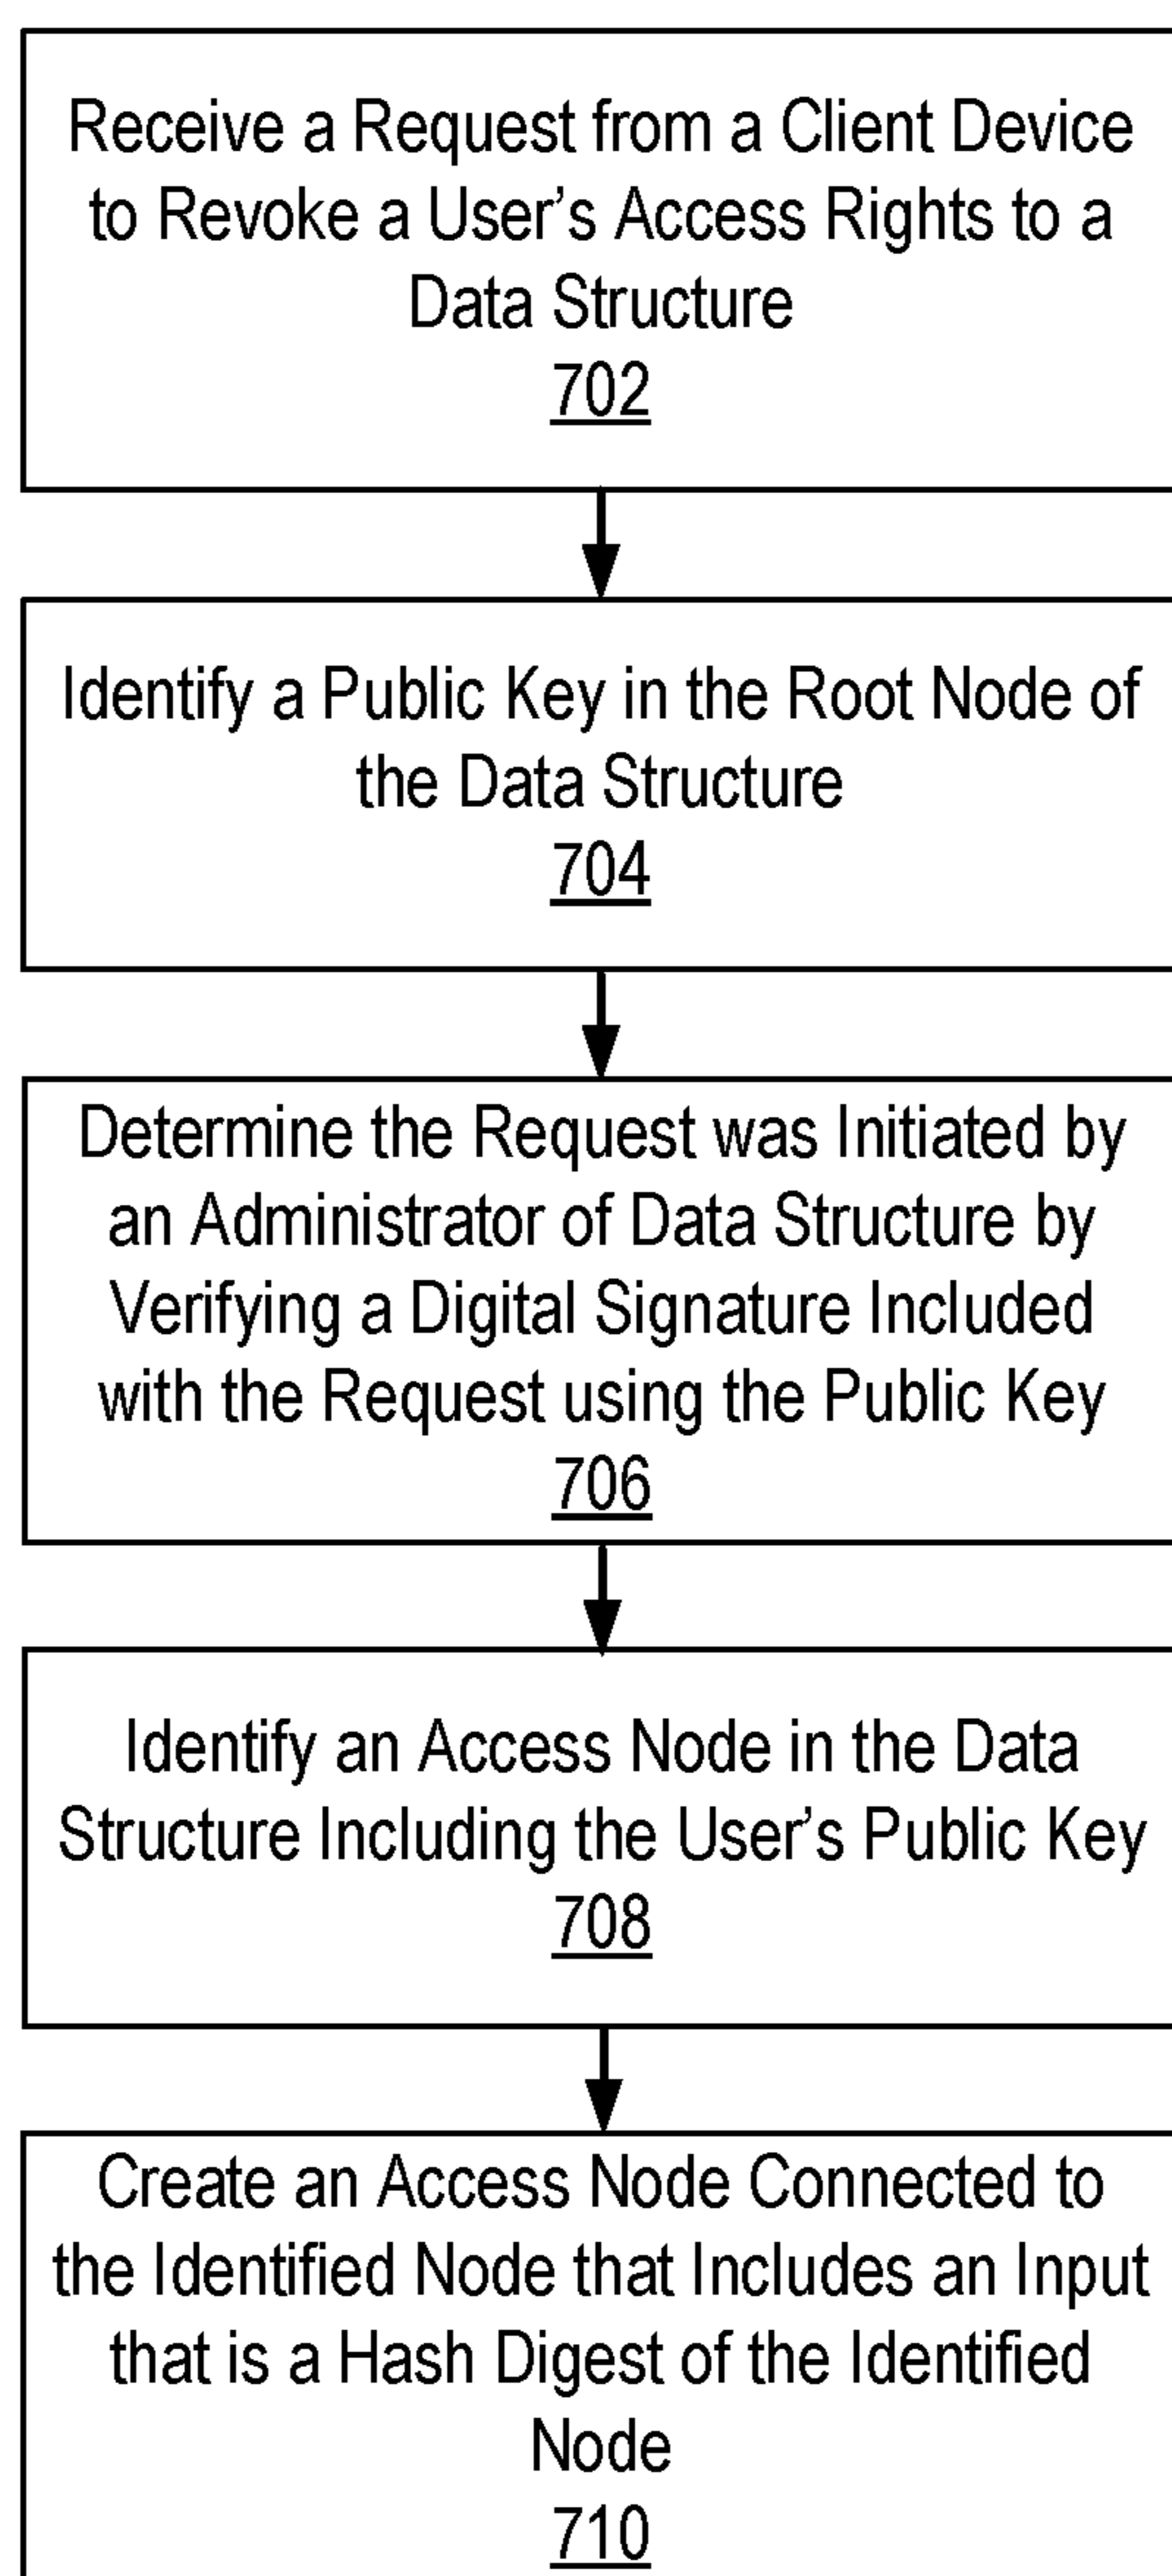 Receive a Request from a Client Device
to Revoke a User's Access Rights to a
Data Structure
702
Identify a Public Key in the Root Node of
the Data Structure
704
Determine the Request was Initiated by
an Administrator of Data Structure by
Verifying a Digital Signature Included
with the Request using the Public Key
706
Identify an Access Node in the Data
Structure Including the User's Public Key
708
Create an Access Node Connected to
the Identified Node that Includes an Input
that is a Hash Digest of the Identified
Node
710